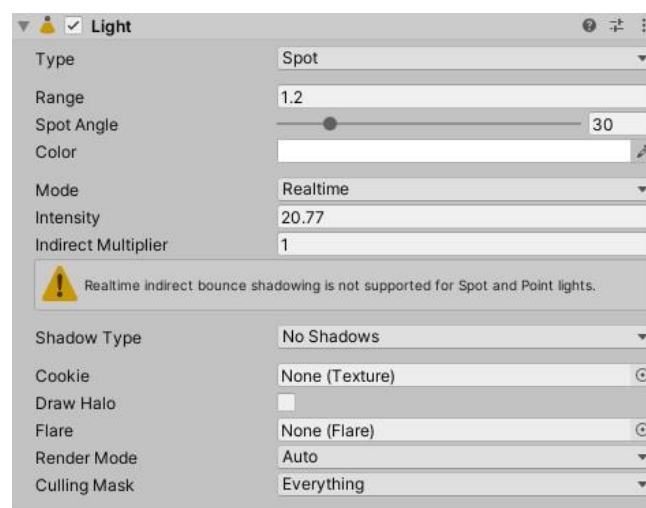 Light
Type Spot
Range 1.2
Spot Angle 30
Color
Mode Realtime
Intensity 20.77
Indirect Multiplier 1
Realtime indirect bounce shadowing is not supported for Spot and Point lights.
Shadow Type No Shadows
Cookie None (Texture)
Draw Halo
Flare None (Flare)
Render Mode Auto
Culling Mask Everything